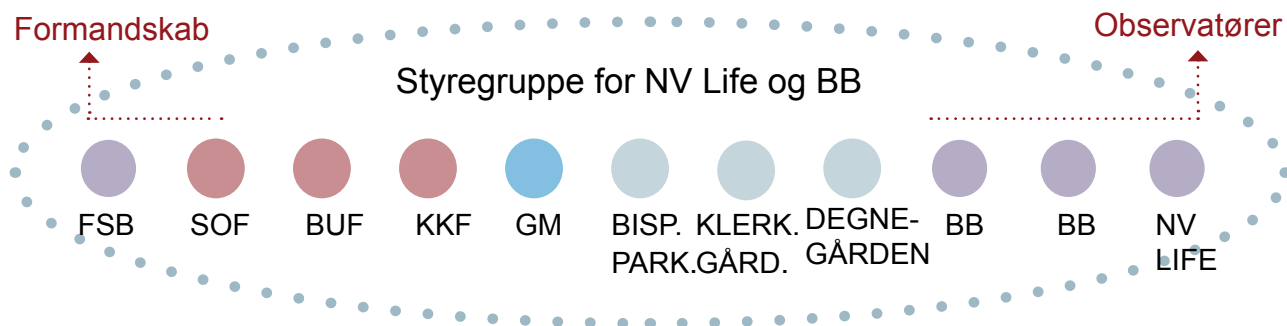 Formandskab
Observatører
Styregruppe for NV Life og BB
FSB
SOF
BUF
KKF
GM
BISP.
PARK.
KLERK.
GÅRD.
DEGNE-
GÅRDEN
BB
BB
NV
LIFE